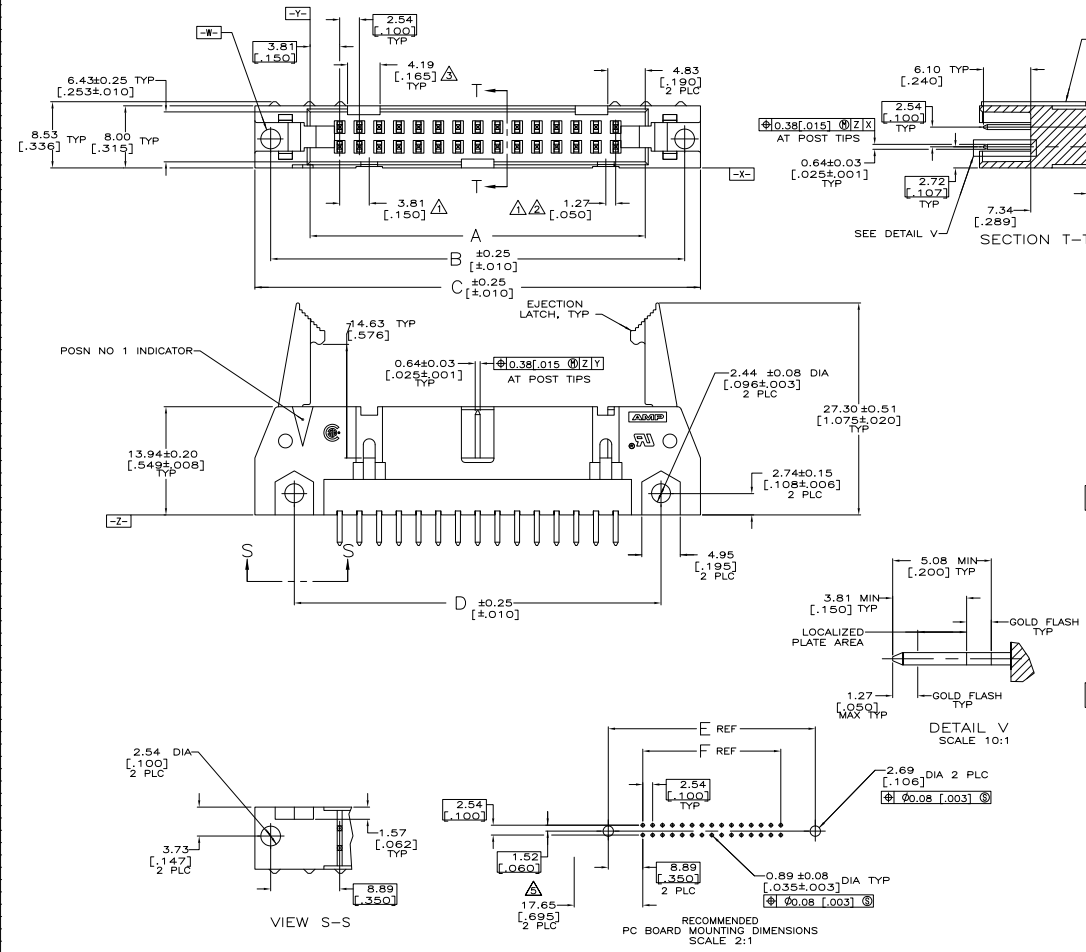 -Y-
-W-
2.54
[.100]
TYP
3.81
[.150]
4.19
[.165]
TYP
3
4.83
[.190]
2 PLC
6.43±0.25 TYP
[.253±.010]
8.53
[.336] TYP
8.00
[.315] TYP
T
T
-X-
3.81
[.150]
1
1 2
1.27
[.050]
A
B ±0.25
[±.010]
C ±0.25
[±.010]
6.10 TYP
[.240]
2.54
[.100]
TYP
⌖ 0.38[.015] Ⓜ Z X
AT POST TIPS
0.64±0.03
[.025±.001]
TYP
2.72
[.107]
TYP
7.34
[.289]
SEE DETAIL V
SECTION T-T
EJECTION
LATCH, TYP
14.63 TYP
[.576]
POSN NO 1 INDICATOR
0.64±0.03
[.025±.001]
TYP
⌖ 0.38[.015 Ⓜ Z Y
AT POST TIPS
2.44 ±0.08 DIA
[.096±.003]
2 PLC
AMP
27.30±0.51
[1.075±.020]
TYP
13.94±0.20
[.549±.008]
TYP
2.74±0.15
[.108±.006]
2 PLC
-Z-
S
S
4.95
[.195]
2 PLC
D ±0.25
[±.010]
5.08 MIN
[.200] TYP
3.81 MIN
[.150] TYP
GOLD FLASH
TYP
LOCALIZED
PLATE AREA
1.27
[.050]
MAX TYP
GOLD FLASH
TYP
DETAIL V
SCALE 10:1
2.54 DIA
[.100]
2 PLC
3.73
[.147]
2 PLC
1.57
[.062]
TYP
8.89
[.350]
VIEW S-S
E REF
F REF
2.54
[.100]
TYP
2.54
[.100]
2.69
[.106] DIA 2 PLC
⌖ Ø0.08 [.003] Ⓢ
1.52
[.060]
5
17.65
[.695]
2 PLC
8.89
[.350]
2 PLC
0.89 ±0.08
[.035±.003] DIA TYP
⌖ Ø0.08 [.003] Ⓢ
RECOMMENDED
PC BOARD MOUNTING DIMENSIONS
SCALE 2:1